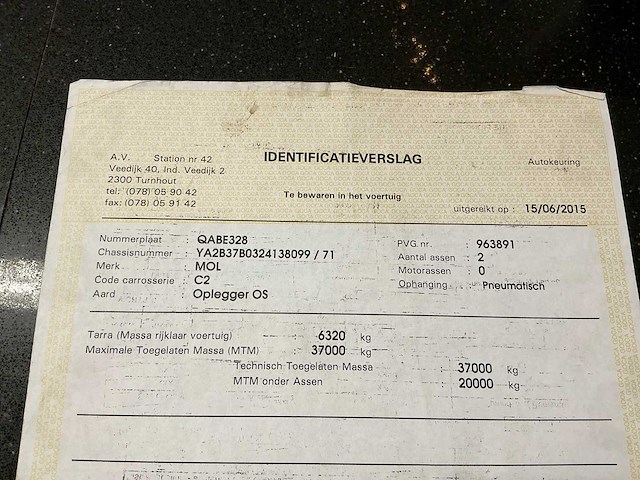 IDENTIFICATIEVERSLAG
A.V. Station nr 42
Veedijk 40, Ind. Veedijk 2
2300 Turnhout
tel: (078) 05 90 42
fax: (078) 05 91 42
Autokeuring
Te bewaren in het voertuig
uitgereikt op : 15/06/2015
Nummerplaat : QABE328
Chassisnummer : YA2B37B0324138099 / 71
Merk : MOL
Code carrosserie : C2
Aard : Oplegger OS
PVG.nr. : 963891
Aantal assen : 2
Motorassen : 0
Ophanging : Pneumatisch
Tarra (Massa rijklaar voertuig) : 6320 kg
Maximale Toegelaten Massa (MTM) : 37000 kg
Technisch Toegelaten Massa : 37000 kg
MTM onder Assen : 20000 kg